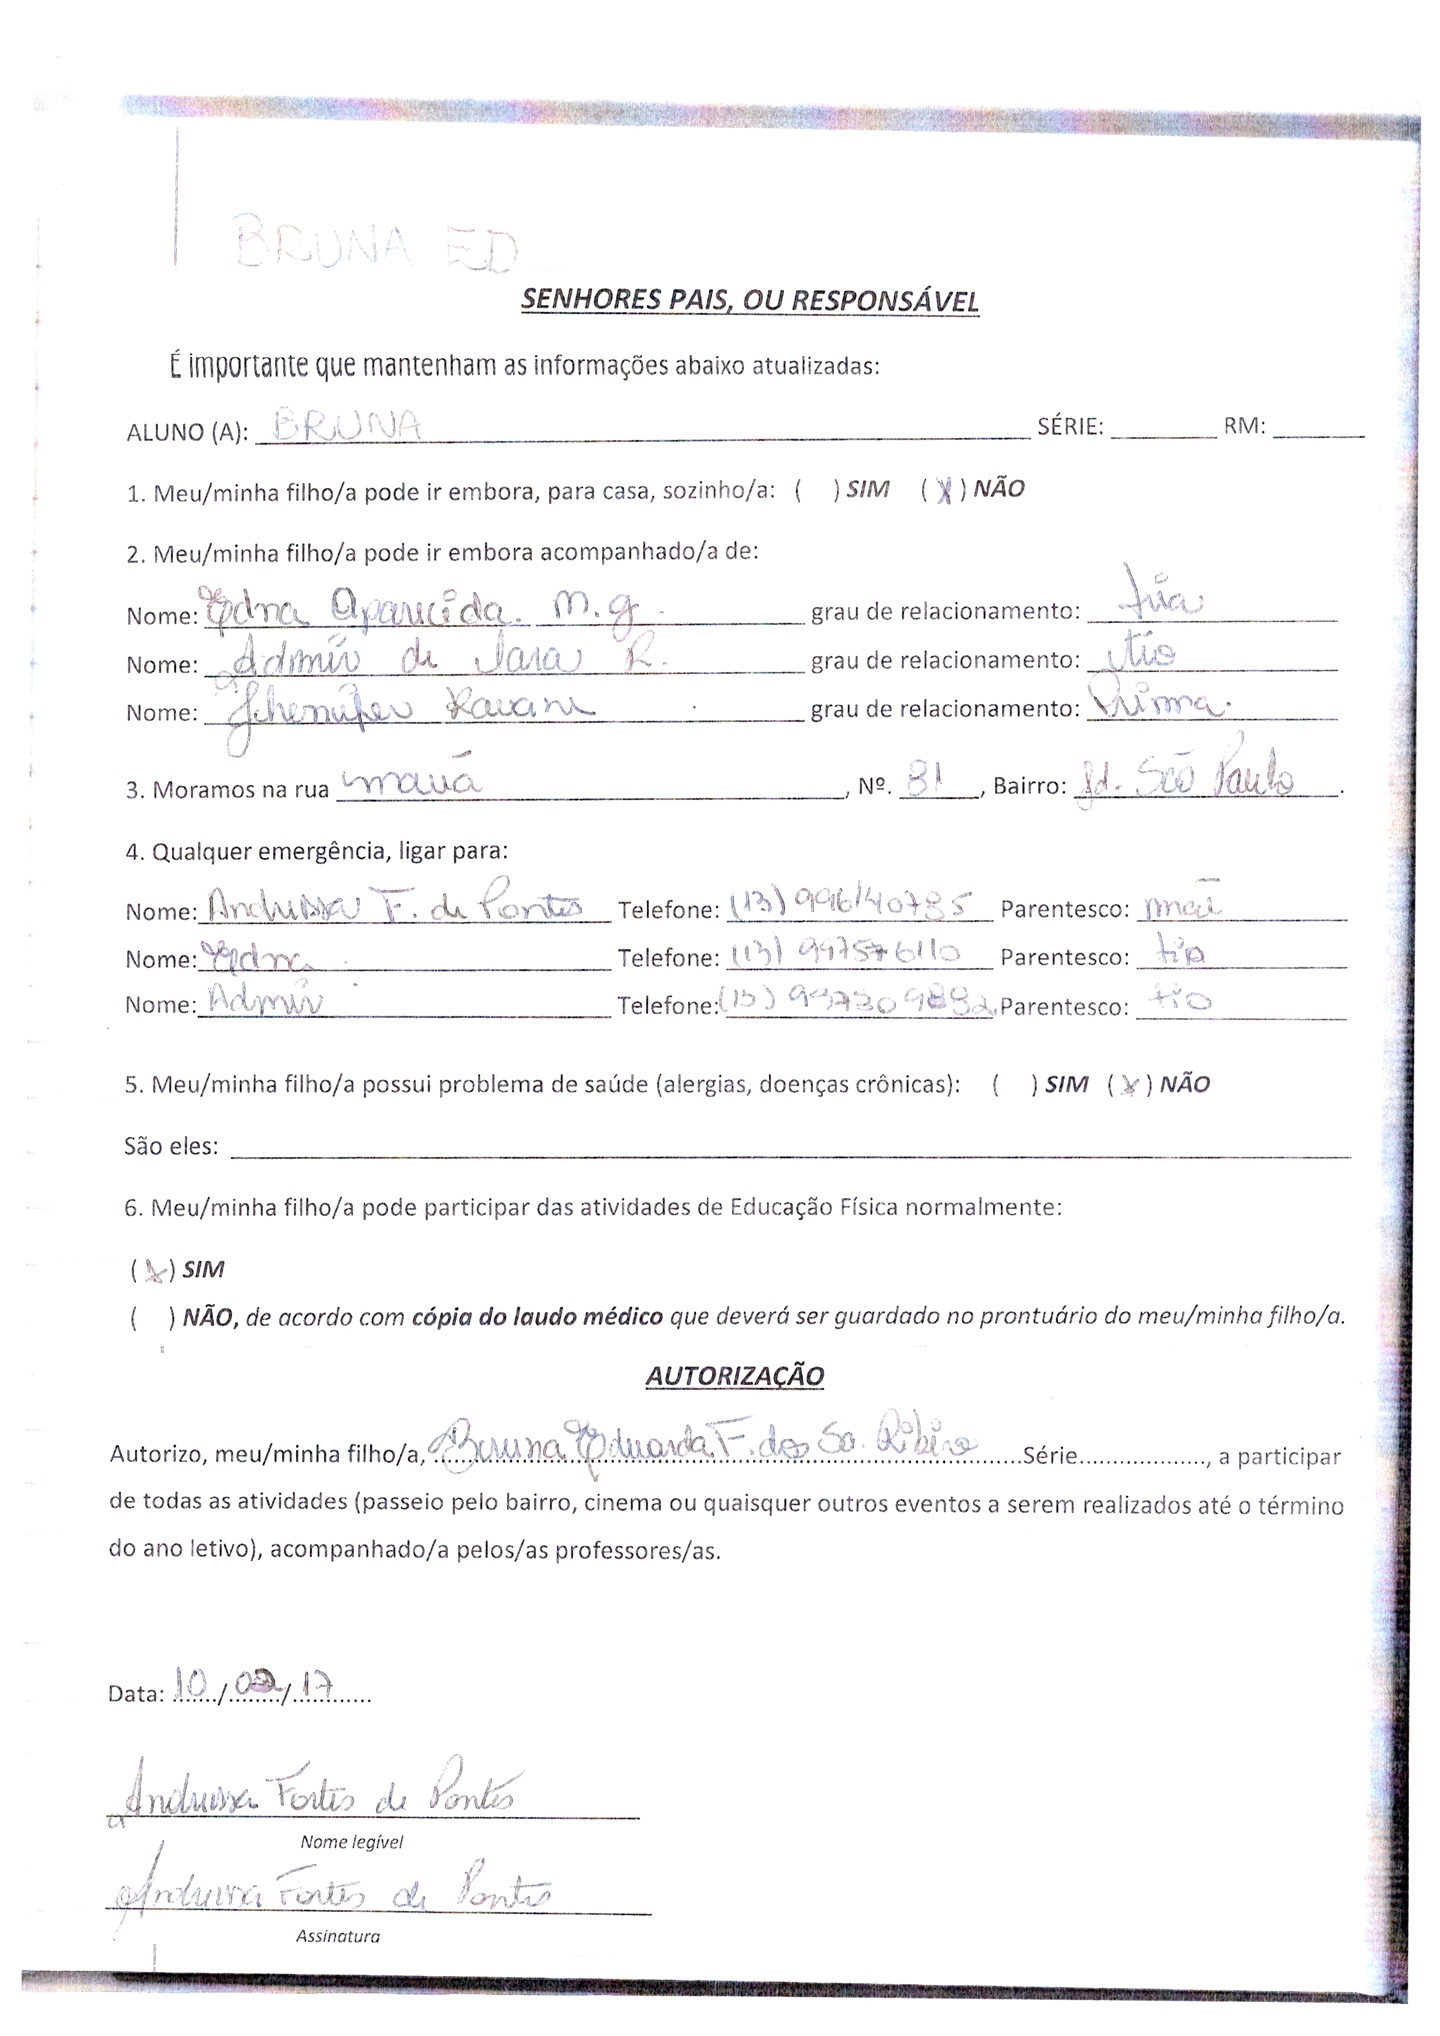 BRUNA ED
SENHORES PAIS, OU RESPONSÁVEL
É importante que mantenham as informações abaixo atualizadas:
ALUNO (A): BRUNA SÉRIE: RM:
1. Meu/minha filho/a pode ir embora, para casa, sozinho/a: ( ) SIM (X) NÃO
2. Meu/minha filho/a pode ir embora acompanhado/a de:
Nome: Edna Aparecida. M.G. grau de relacionamento: tia
Nome: Admir de R. grau de relacionamento: tio
Nome: grau de relacionamento: Prima.
3. Moramos na rua mauá, Nº. 81, Bairro: Jd. São Paulo.
4. Qualquer emergência, ligar para:
Nome: Andressa F. de Pontes Telefone: (13) 996140785 Parentesco: mãe
Nome: Edna Telefone: (13) 997576110 Parentesco: tia
Nome: Admir Telefone: (13) Parentesco: tio
5. Meu/minha filho/a possui problema de saúde (alergias, doenças crônicas): ( ) SIM (X) NÃO
São eles:
6. Meu/minha filho/a pode participar das atividades de Educação Física normalmente:
(X) SIM
( ) NÃO, de acordo com cópia do laudo médico que deverá ser guardado no prontuário do meu/minha filho/a.
AUTORIZAÇÃO
Autorizo, meu/minha filho/a, Bruna Eduarda F. dos Ribeiro Série..................., a participar
de todas as atividades (passeio pelo bairro, cinema ou quaisquer outros eventos a serem realizados até o término
do ano letivo), acompanhado/a pelos/as professores/as.
Data: 10/02/17
Andressa Fortes de Pontes
Nome legível
Andressa Fortes de Pontes
Assinatura